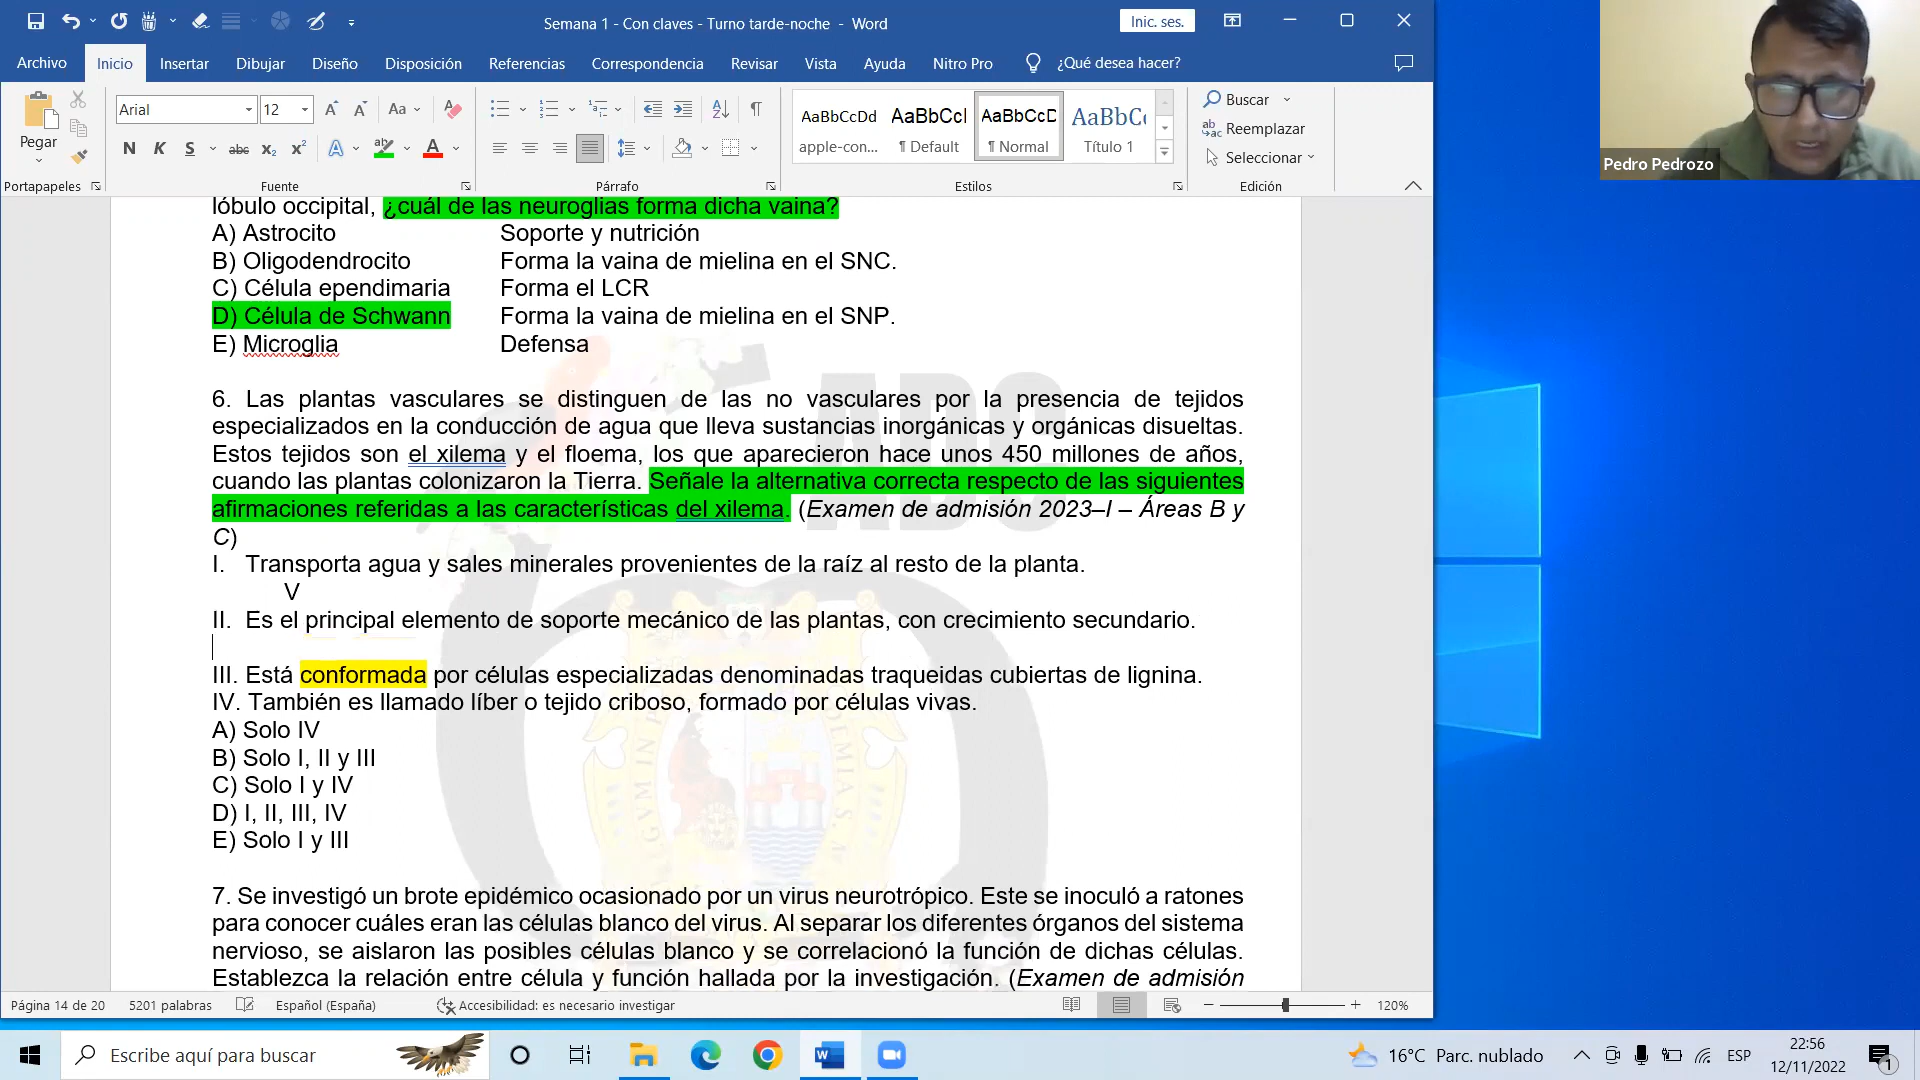 Semana 1 - Con claves - Turno tarde-noche - Word
Inic. ses.
Archivo Inicio Insertar Dibujar Diseño Disposición Referencias Correspondencia Revisar Vista Ayuda Nitro Pro ¿Qué desea hacer?
Pegar
Portapapeles
Arial 12
Aa
N K S abc x₂ x²
Fuente
Párrafo
AaBbCcDd AaBbCcI AaBbCcD AaBbC
apple-con... ¶ Default ¶ Normal Título 1
Estilos
Buscar
Reemplazar
Seleccionar
Edición
Pedro Pedrozo
lóbulo occipital, ¿cuál de las neuroglias forma dicha vaina?
A) Astrocito Soporte y nutrición
B) Oligodendrocito Forma la vaina de mielina en el SNC.
C) Célula ependimaria Forma el LCR
D) Célula de Schwann Forma la vaina de mielina en el SNP.
E) Microglia Defensa
6. Las plantas vasculares se distinguen de las no vasculares por la presencia de tejidos
especializados en la conducción de agua que lleva sustancias inorgánicas y orgánicas disueltas.
Estos tejidos son el xilema y el floema, los que aparecieron hace unos 450 millones de años,
cuando las plantas colonizaron la Tierra. Señale la alternativa correcta respecto de las siguientes
afirmaciones referidas a las características del xilema. (Examen de admisión 2023–I – Áreas B y
C)
I. Transporta agua y sales minerales provenientes de la raíz al resto de la planta.
V
II. Es el principal elemento de soporte mecánico de las plantas, con crecimiento secundario.
III. Está conformada por células especializadas denominadas traqueidas cubiertas de lignina.
IV. También es llamado líber o tejido criboso, formado por células vivas.
A) Solo IV
B) Solo I, II y III
C) Solo I y IV
D) I, II, III, IV
E) Solo I y III
7. Se investigó un brote epidémico ocasionado por un virus neurotrópico. Este se inoculó a ratones
para conocer cuáles eran las células blanco del virus. Al separar los diferentes órganos del sistema
nervioso, se aislaron las posibles células blanco y se correlacionó la función de dichas células.
Establezca la relación entre célula y función hallada por la investigación. (Examen de admisión
ADC
Página 14 de 20 5201 palabras Español (España) Accesibilidad: es necesario investigar 120%
Escribe aquí para buscar
16°C Parc. nublado ESP 22:56
12/11/2022
1